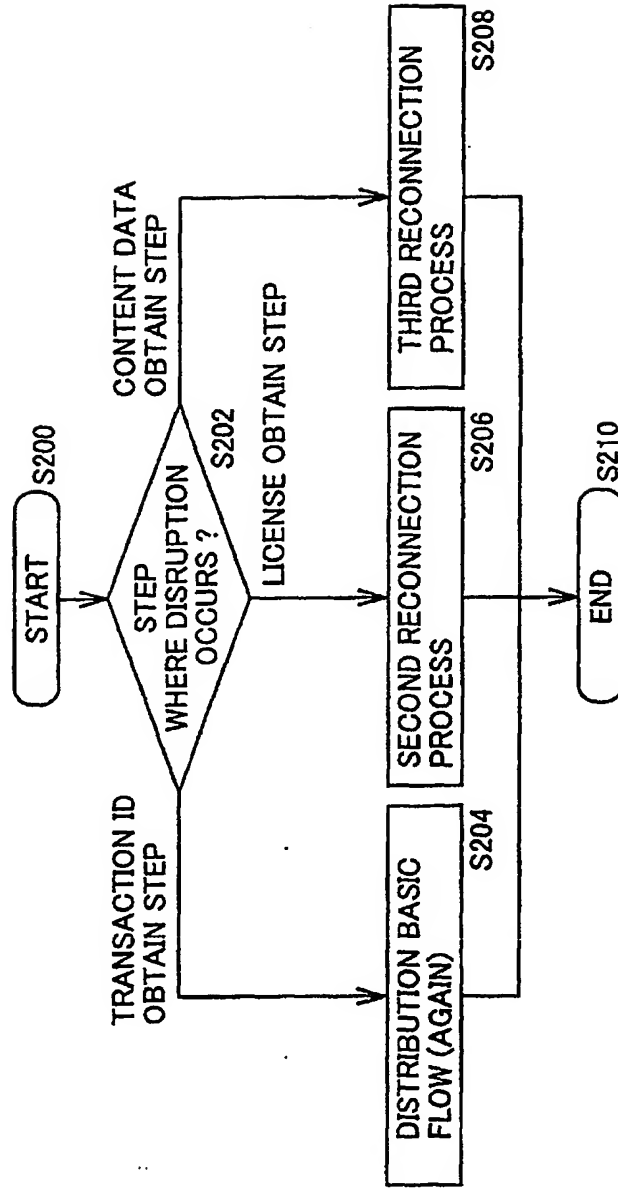 START
S200
STEP
WHERE DISRUPTION
OCCURS ?
S202
TRANSACTION ID
OBTAIN STEP
LICENSE OBTAIN STEP
CONTENT DATA
OBTAIN STEP
DISTRIBUTION BASIC
FLOW (AGAIN)
S204
SECOND RECONNECTION
PROCESS
S206
THIRD RECONNECTION
PROCESS
S208
END
S210